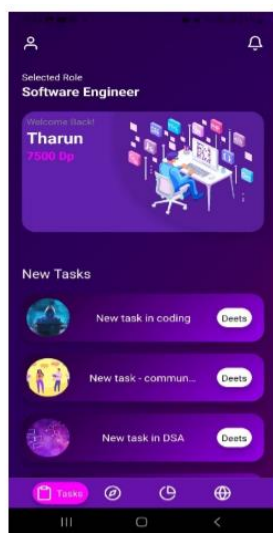 Selected Role
Software Engineer
Welcome Back!
Tharun
7500 Dp
New Tasks
New task in coding
Deets
New task - commun...
Deets
New task in DSA
Deets
Tasks